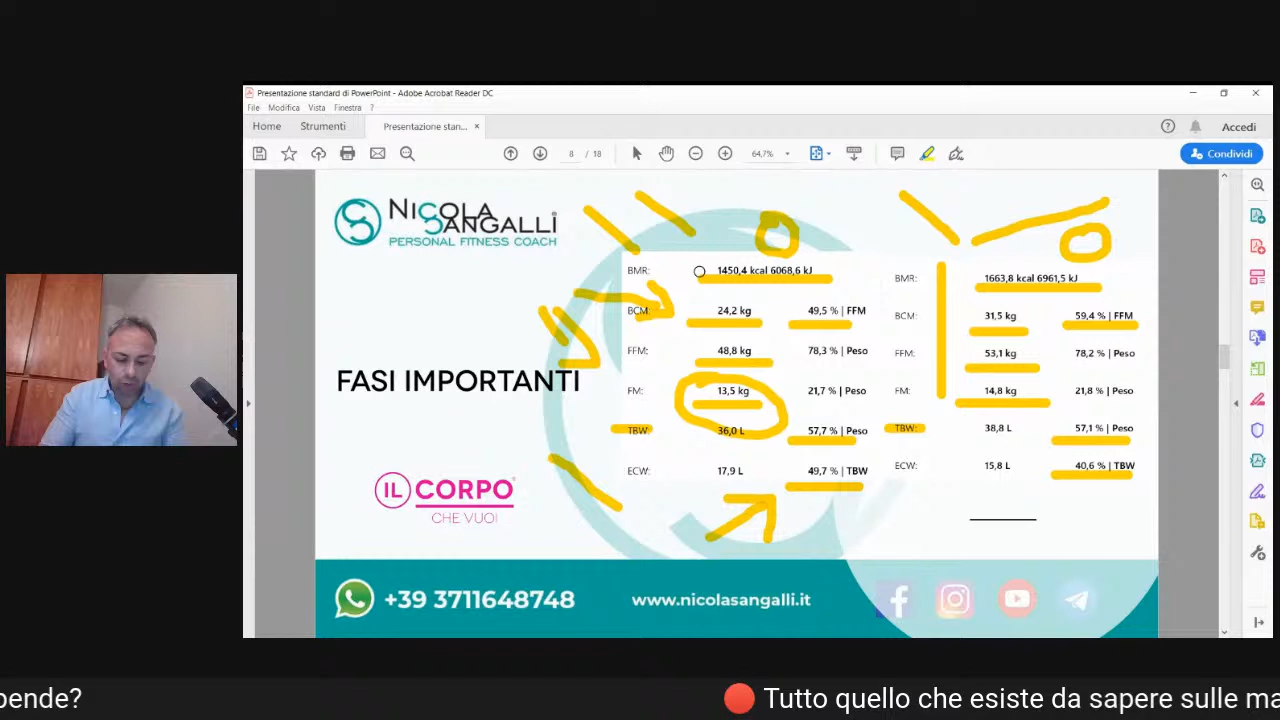 Presentazione standard di PowerPoint - Adobe Acrobat Reader DC
File Modifica Vista Finestra ?
Home Strumenti Presentazione stan... × Accedi
8 / 18 64,7% Condividi
NICOLA SANGALLI
PERSONAL FITNESS COACH
FASI IMPORTANTI
IL CORPO
CHE VUOI
BMR: 1450,4 kcal 6068,6 kJ
BCM: 24,2 kg 49,5 % | FFM
FFM: 48,8 kg 78,3 % | Peso
FM: 13,5 kg 21,7 % | Peso
TBW: 36,0 L 57,7 % | Peso
ECW: 17,9 L 49,7 % | TBW
BMR: 1663,8 kcal 6961,5 kJ
BCM: 31,5 kg 59,4 % | FFM
FFM: 53,1 kg 78,2 % | Peso
FM: 14,8 kg 21,8 % | Peso
TBW: 38,8 L 57,1 % | Peso
ECW: 15,8 L 40,6 % | TBW
+39 3711648748 www.nicolasangalli.it
pende? Tutto quello che esiste da sapere sulle ma